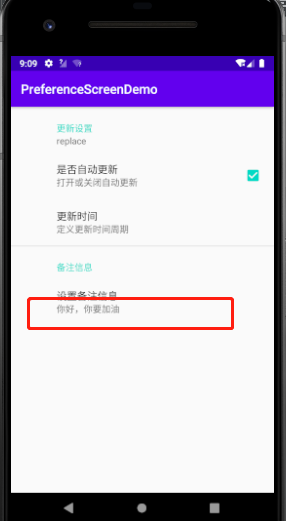 9:09
PreferenceScreenDemo
更新设置
replace
是否自动更新
打开或关闭自动更新
更新时间
定义更新时间周期
备注信息
设置备注信息
你好，你要加油